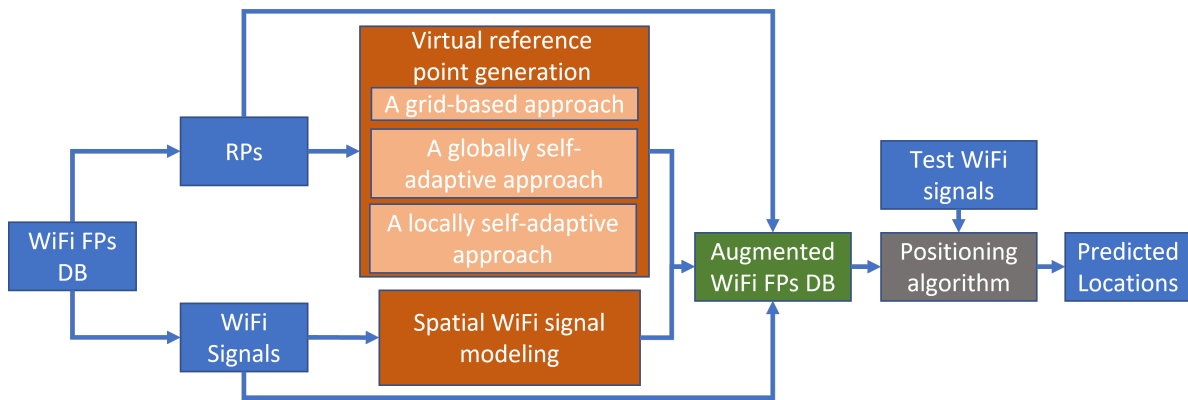 WiFi FPs
DB
RPs
WiFi
Signals
Virtual reference
point generation
A grid-based approach
A globally self-
adaptive approach
A locally self-adaptive
approach
Spatial WiFi signal
modeling
Augmented
WiFi FPs DB
Test WiFi
signals
Positioning
algorithm
Predicted
Locations